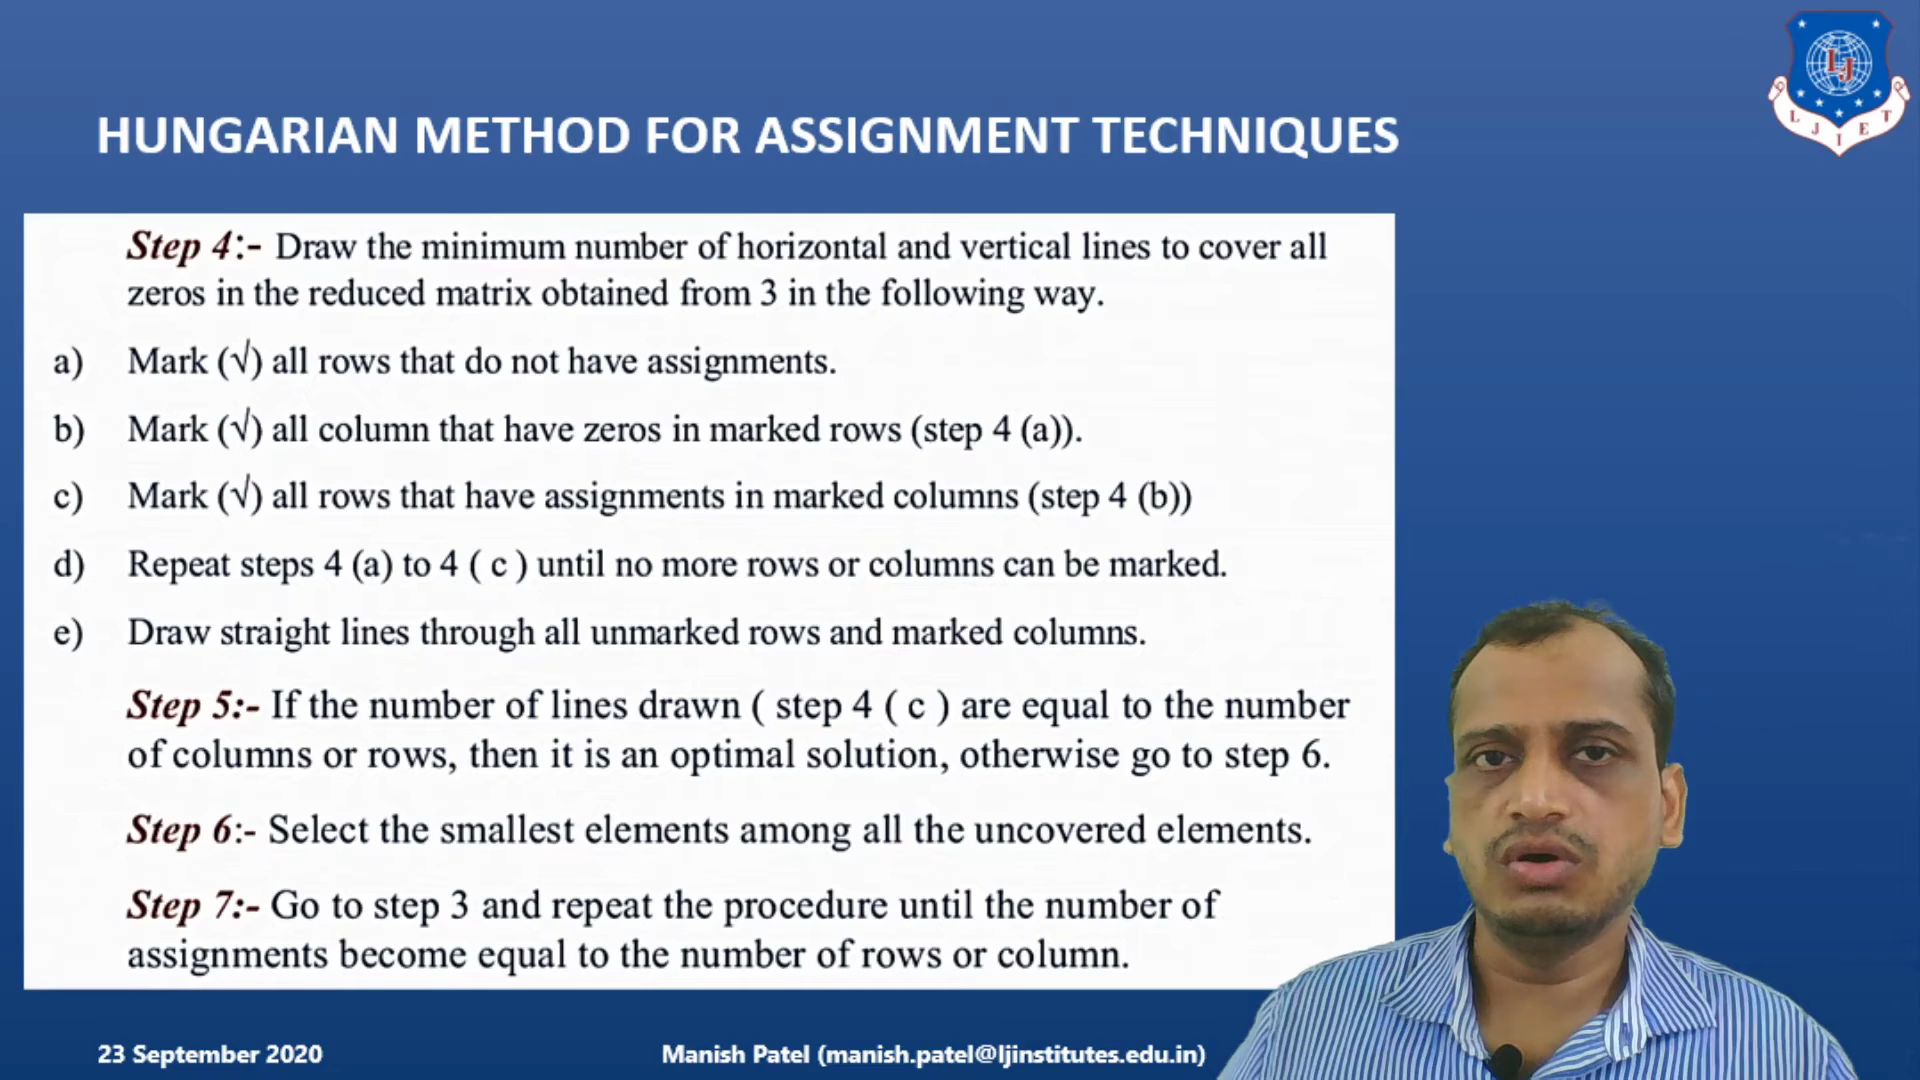 HUNGARIAN METHOD FOR ASSIGNMENT TECHNIQUES
LJ
L J I E T
Step 4:- Draw the minimum number of horizontal and vertical lines to cover all
zeros in the reduced matrix obtained from 3 in the following way.
a) Mark (√) all rows that do not have assignments.
b) Mark (√) all column that have zeros in marked rows (step 4 (a)).
c) Mark (√) all rows that have assignments in marked columns (step 4 (b))
d) Repeat steps 4 (a) to 4 ( c ) until no more rows or columns can be marked.
e) Draw straight lines through all unmarked rows and marked columns.
Step 5:- If the number of lines drawn ( step 4 ( c ) are equal to the number
of columns or rows, then it is an optimal solution, otherwise go to step 6.
Step 6:- Select the smallest elements among all the uncovered elements.
Step 7:- Go to step 3 and repeat the procedure until the number of
assignments become equal to the number of rows or column.
23 September 2020
Manish Patel (manish.patel@ljinstitutes.edu.in)